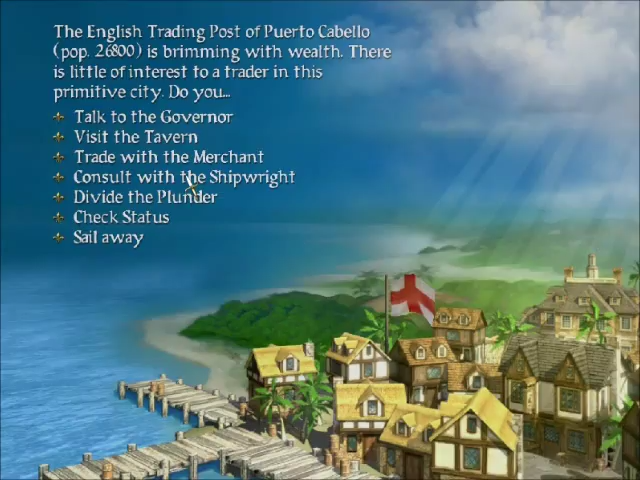 The English Trading Post of Puerto Cabello
(pop. 26800) is brimming with wealth. There
is little of interest to a trader in this
primitive city. Do you...
Talk to the Governor
Visit the Tavern
Trade with the Merchant
Consult with the Shipwright
Divide the Plunder
Check Status
Sail away